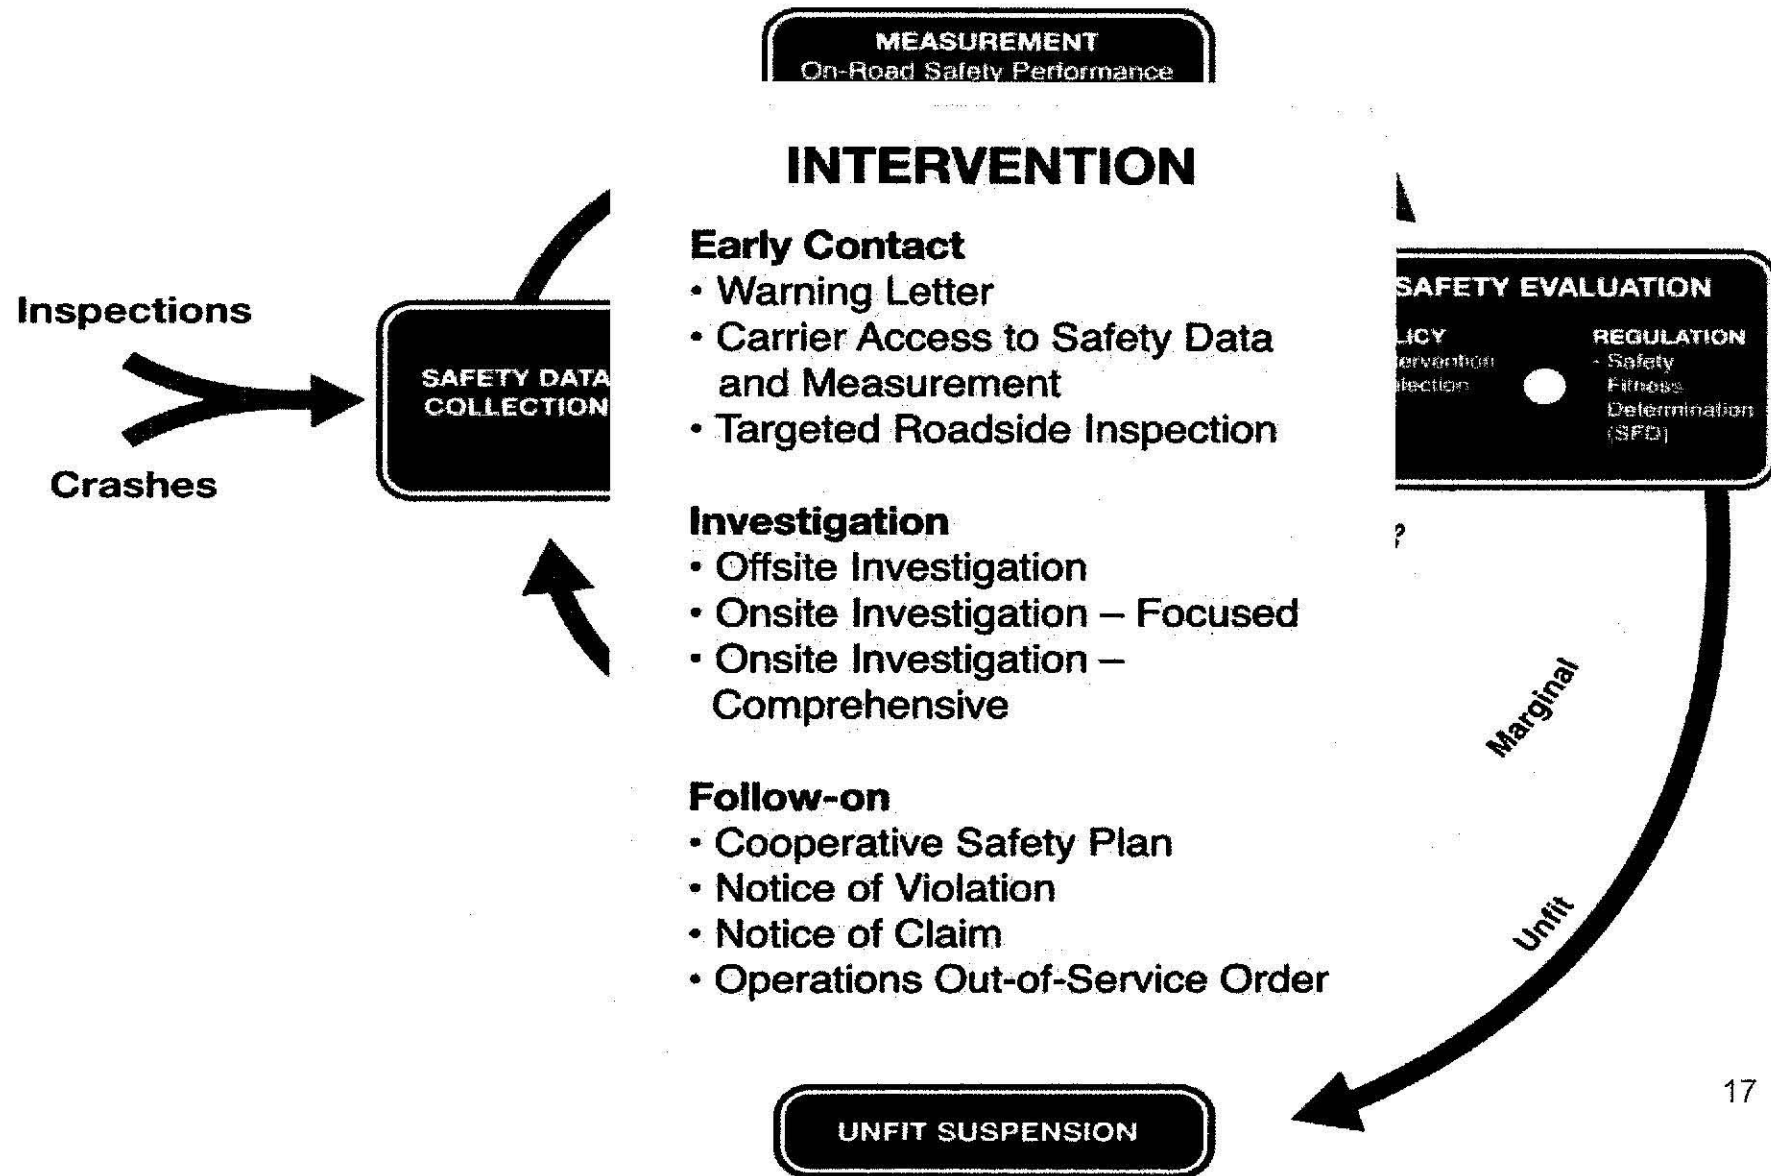 MEASUREMENT
On-Road Safety Performance
INTERVENTION
Early Contact
· Warning Letter
· Carrier Access to Safety Data
and Measurement
· Targeted Roadside Inspection
Investigation
· Offsite Investigation
· Onsite Investigation – Focused
· Onsite Investigation –
Comprehensive
Follow-on
· Cooperative Safety Plan
· Notice of Violation
· Notice of Claim
· Operations Out-of-Service Order
Inspections
Crashes
SAFETY DATA
COLLECTION
SAFETY EVALUATION
REGULATION
- Safety
Fitness
Determination
(SFD)
?
Marginal
Unfit
UNFIT SUSPENSION
17